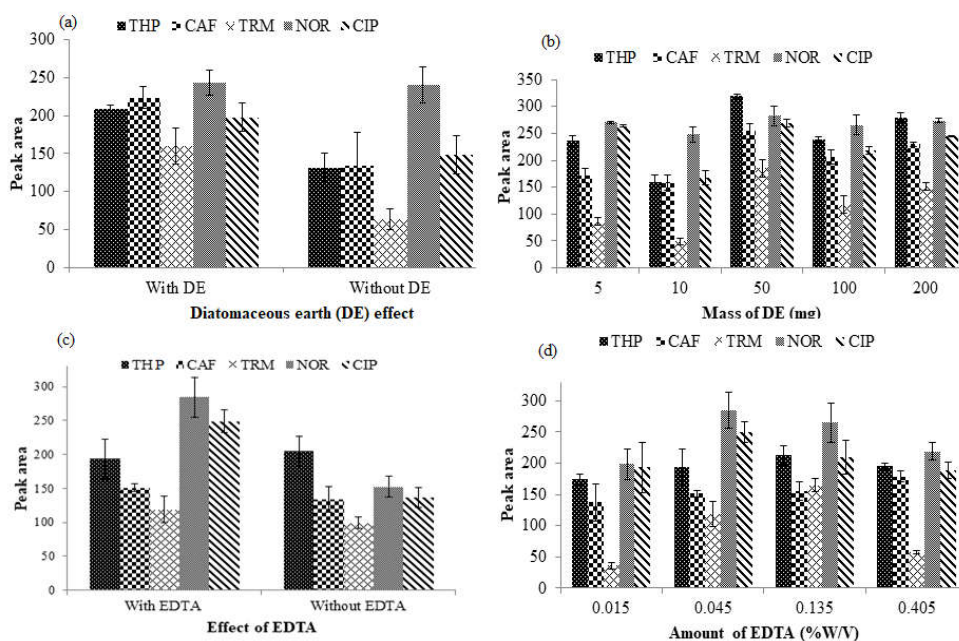 (a)
THP CAF TRM NOR CIP
300
250
200
150
100
50
0
Peak area
With DE Without DE
Diatomaceous earth (DE) effect
(b)
THP CAF TRM NOR CIP
350
300
250
200
150
100
50
0
Peak area
5 10 50 100 200
Mass of DE (mg)
(c)
THP CAF TRM NOR CIP
300
250
200
150
100
50
0
Peak area
With EDTA Without EDTA
Effect of EDTA
(d)
THP CAF TRM NOR CIP
300
250
200
150
100
50
0
Peak area
0.015 0.045 0.135 0.405
Amount of EDTA (%W/V)